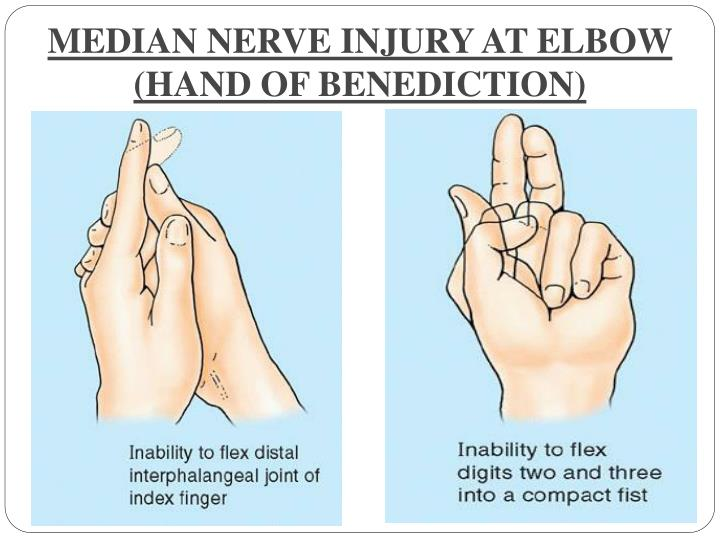 MEDIAN NERVE INJURY AT ELBOW
(HAND OF BENEDICTION)
Inability to flex distal
interphalangeal joint of
index finger
Inability to flex
digits two and three
into a compact fist